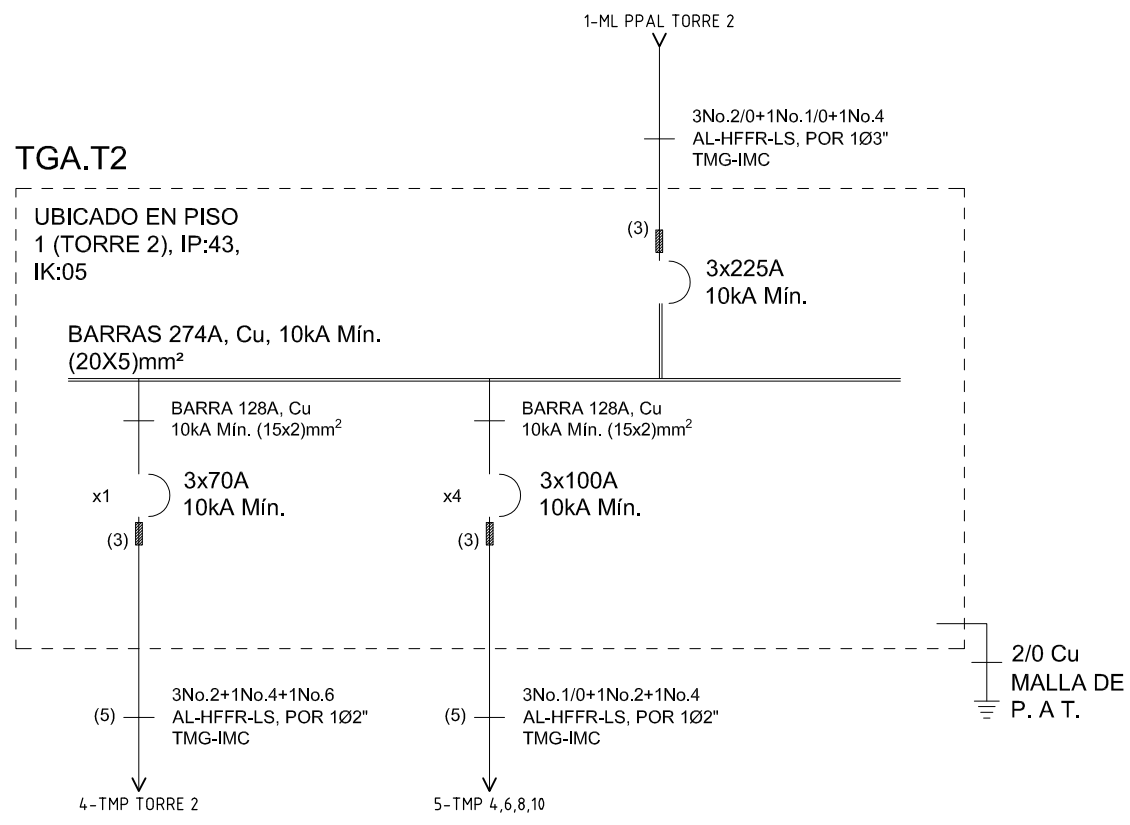 1-ML PPAL TORRE 2
3No.2/0+1No.1/0+1No.4
AL-HFFR-LS, POR 1Ø3"
TMG-IMC
TGA.T2
UBICADO EN PISO
1 (TORRE 2), IP:43,
IK:05
(3)
3x225A
10kA Mín.
BARRAS 274A, Cu, 10kA Mín.
(20X5)mm²
BARRA 128A, Cu
10kA Mín. (15x2)mm²
BARRA 128A, Cu
10kA Mín. (15x2)mm²
x1
3x70A
10kA Mín.
(3)
x4
3x100A
10kA Mín.
(3)
2/0 Cu
MALLA DE
P. A T.
(5)
3No.2+1No.4+1No.6
AL-HFFR-LS, POR 1Ø2"
TMG-IMC
(5)
3No.1/0+1No.2+1No.4
AL-HFFR-LS, POR 1Ø2"
TMG-IMC
4-TMP TORRE 2
5-TMP 4,6,8,10